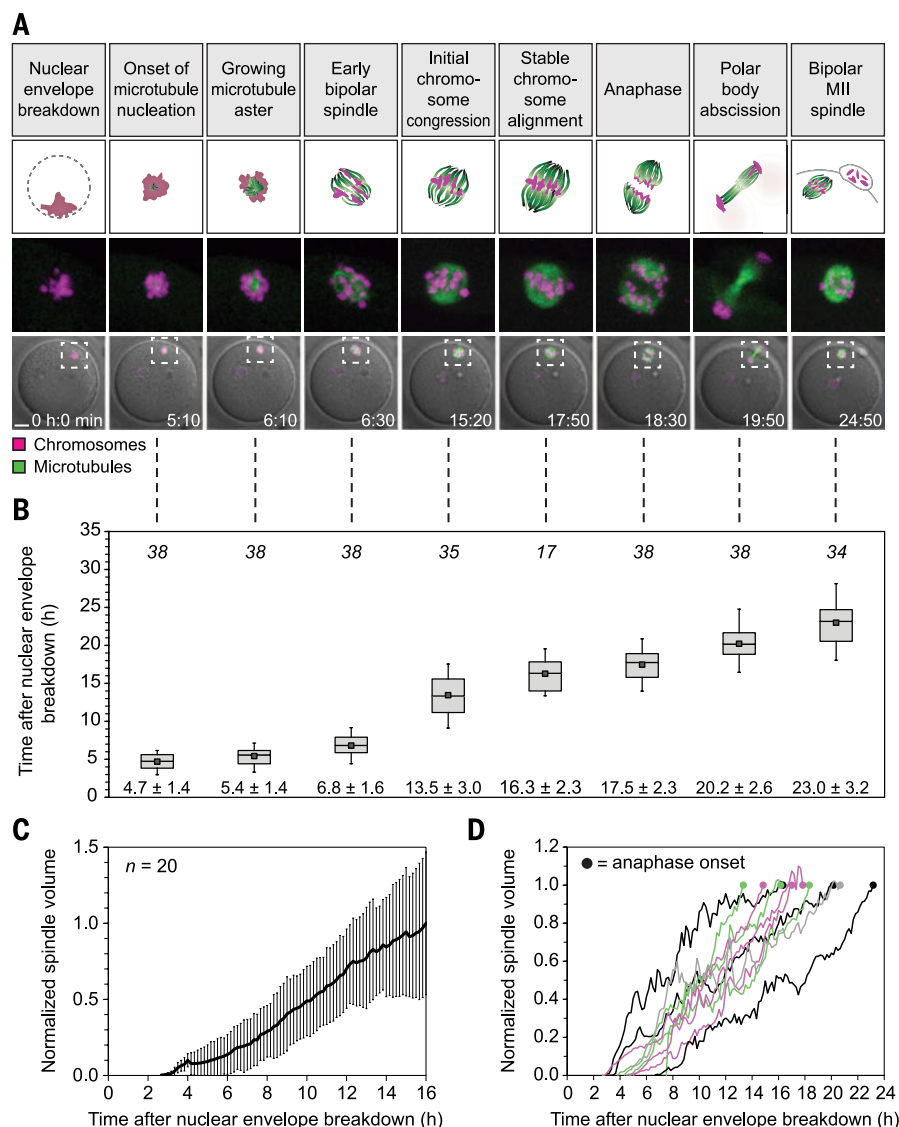 A
Nuclear
envelope
breakdown
Onset of
microtubule
nucleation
Growing
microtubule
aster
Early
bipolar
spindle
Initial
chromo-
some
congression
Stable
chromo-
some
alignment
Anaphase
Polar
body
abscission
Bipolar
MII
spindle
0 h:0 min
5:10
6:10
6:30
15:20
17:50
18:30
19:50
24:50
Chromosomes
Microtubules
B
Time after nuclear envelope
breakdown (h)
35
30
25
20
15
10
5
0
38
38
38
35
17
38
38
34
4.7 ± 1.4
5.4 ± 1.4
6.8 ± 1.6
13.5 ± 3.0
16.3 ± 2.3
17.5 ± 2.3
20.2 ± 2.6
23.0 ± 3.2
C
Normalized spindle volume
1.5
1.0
0.5
0.0
n = 20
0 2 4 6 8 10 12 14 16
Time after nuclear envelope breakdown (h)
D
Normalized spindle volume
1.2
1.0
0.8
0.6
0.4
1.2
0.0
= anaphase onset
0 2 4 6 8 10 12 14 16 18 20 22 24
Time after nuclear envelope breakdown (h)